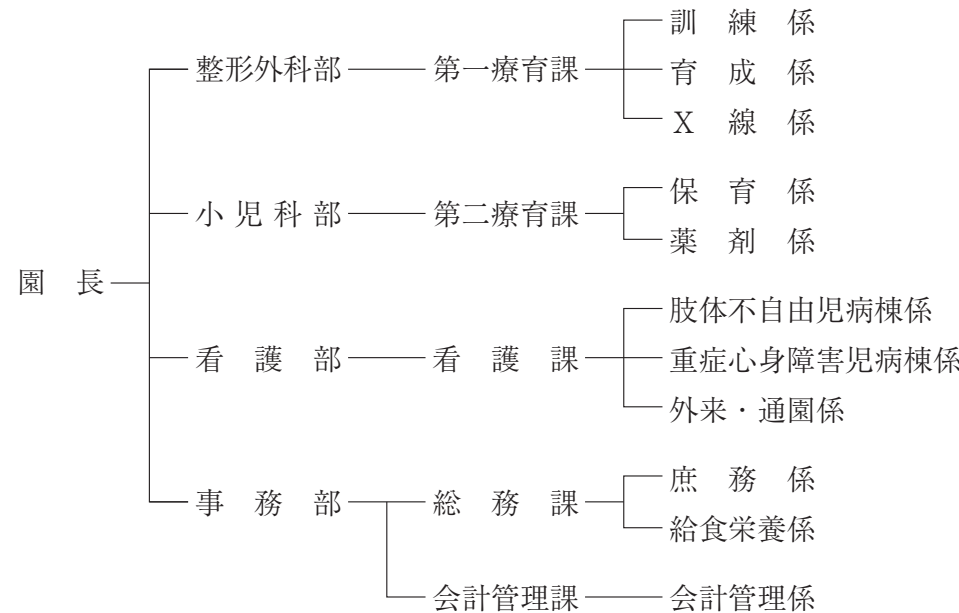 訓練係
整形外科部 第一療育課 育成係
X線係
保育係
小児科部 第二療育課
薬剤係
園長
肢体不自由児病棟係
看護部 看護課 重症心身障害児病棟係
外来・通園係
庶務係
事務部 総務課
給食栄養係
会計管理課 会計管理係